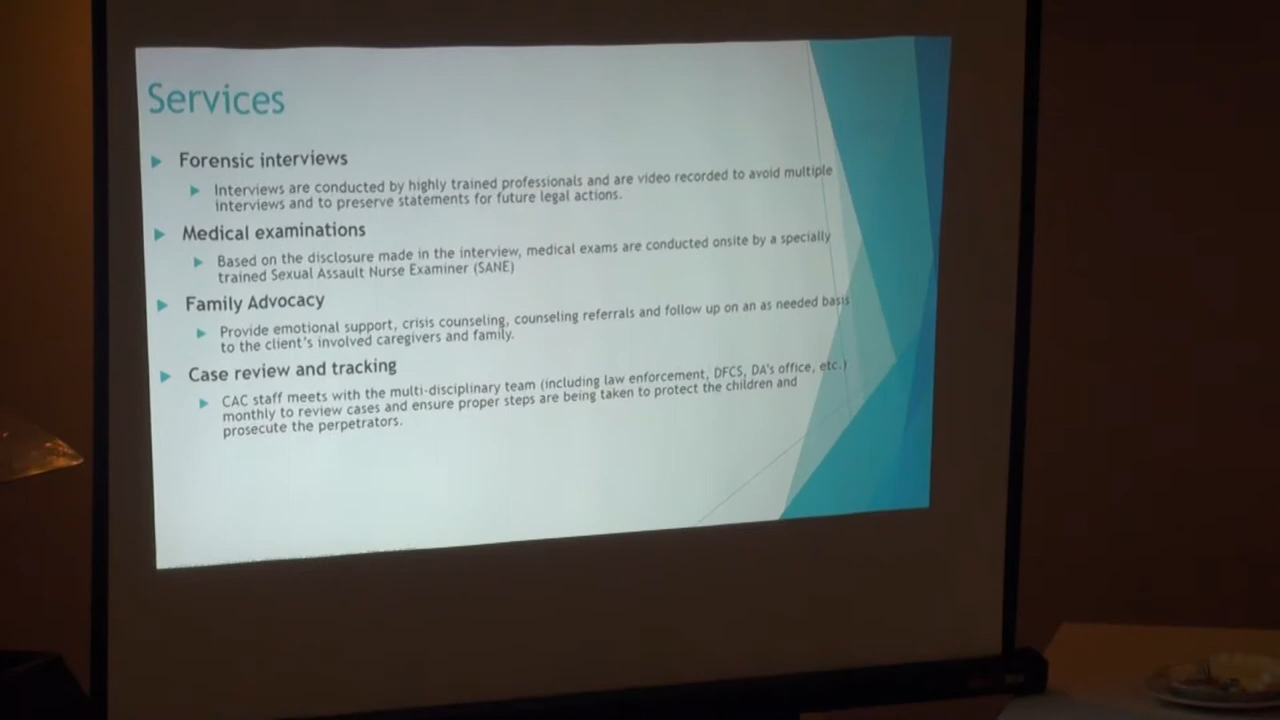 Services
Forensic interviews
Interviews are conducted by highly trained professionals and are video recorded to avoid multiple
interviews and to preserve statements for future legal actions.
Medical examinations
Based on the disclosure made in the interview, medical exams are conducted onsite by a specially
trained Sexual Assault Nurse Examiner (SANE)
Family Advocacy
Provide emotional support, crisis counseling, counseling referrals and follow up on an as needed basis
to the client's involved caregivers and family.
Case review and tracking
CAC staff meets with the multi-disciplinary team (including law enforcement, DFCS, DA's office, etc.)
monthly to review cases and ensure proper steps are being taken to protect the children and
prosecute the perpetrators.